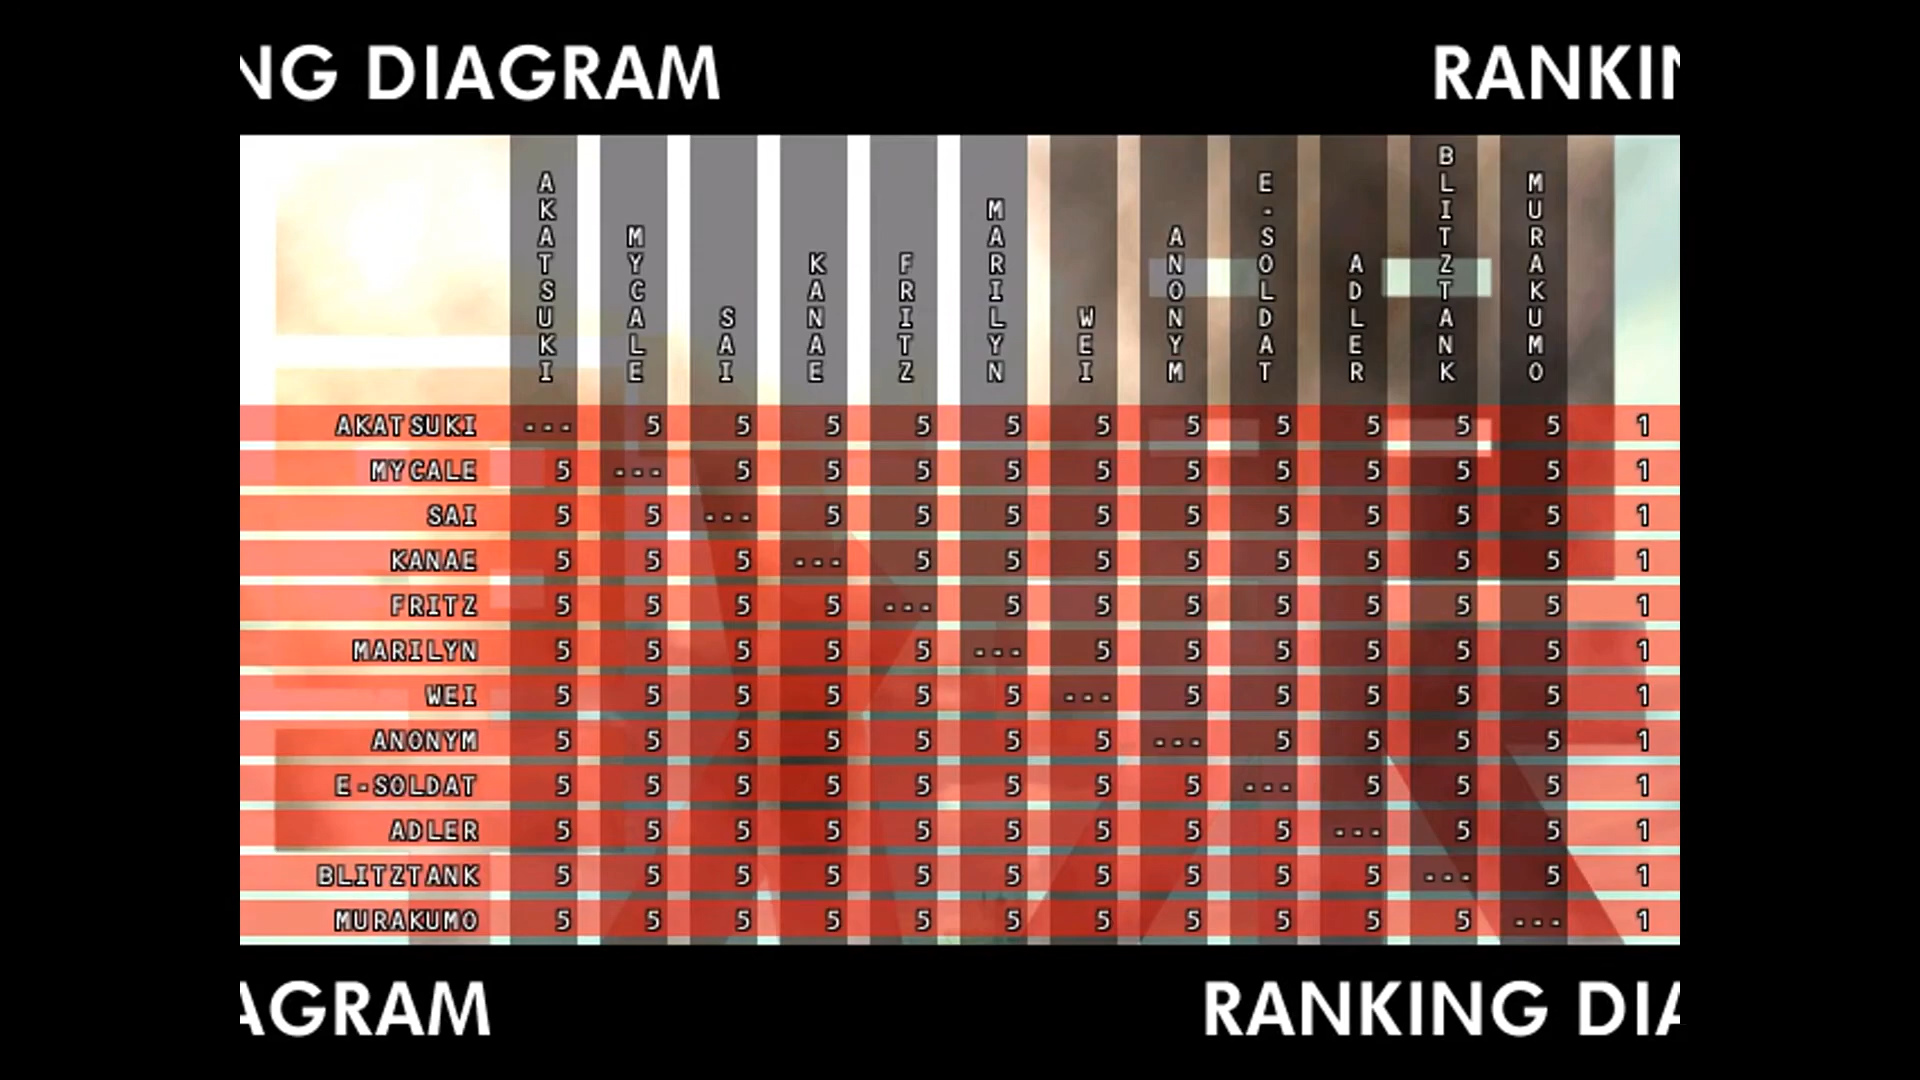 NG DIAGRAM RANKIN
AKATSUKI MYCALE SAI KANAE FRITZ MARILYN WEI ANONYM E-SOLDAT ADLER BLITZTANK MURAKUMO
AKATSUKI --- 5 5 5 5 5 5 5 5 5 5 5 1
MYCALE 5 --- 5 5 5 5 5 5 5 5 5 5 1
SAI 5 5 --- 5 5 5 5 5 5 5 5 5 1
KANAE 5 5 5 --- 5 5 5 5 5 5 5 5 1
FRITZ 5 5 5 5 --- 5 5 5 5 5 5 5 1
MARILYN 5 5 5 5 5 --- 5 5 5 5 5 5 1
WEI 5 5 5 5 5 5 --- 5 5 5 5 5 1
ANONYM 5 5 5 5 5 5 5 --- 5 5 5 5 1
E-SOLDAT 5 5 5 5 5 5 5 5 --- 5 5 5 1
ADLER 5 5 5 5 5 5 5 5 5 --- 5 5 1
BLITZTANK 5 5 5 5 5 5 5 5 5 5 --- 5 1
MURAKUMO 5 5 5 5 5 5 5 5 5 5 5 --- 1
AGRAM RANKING DIA